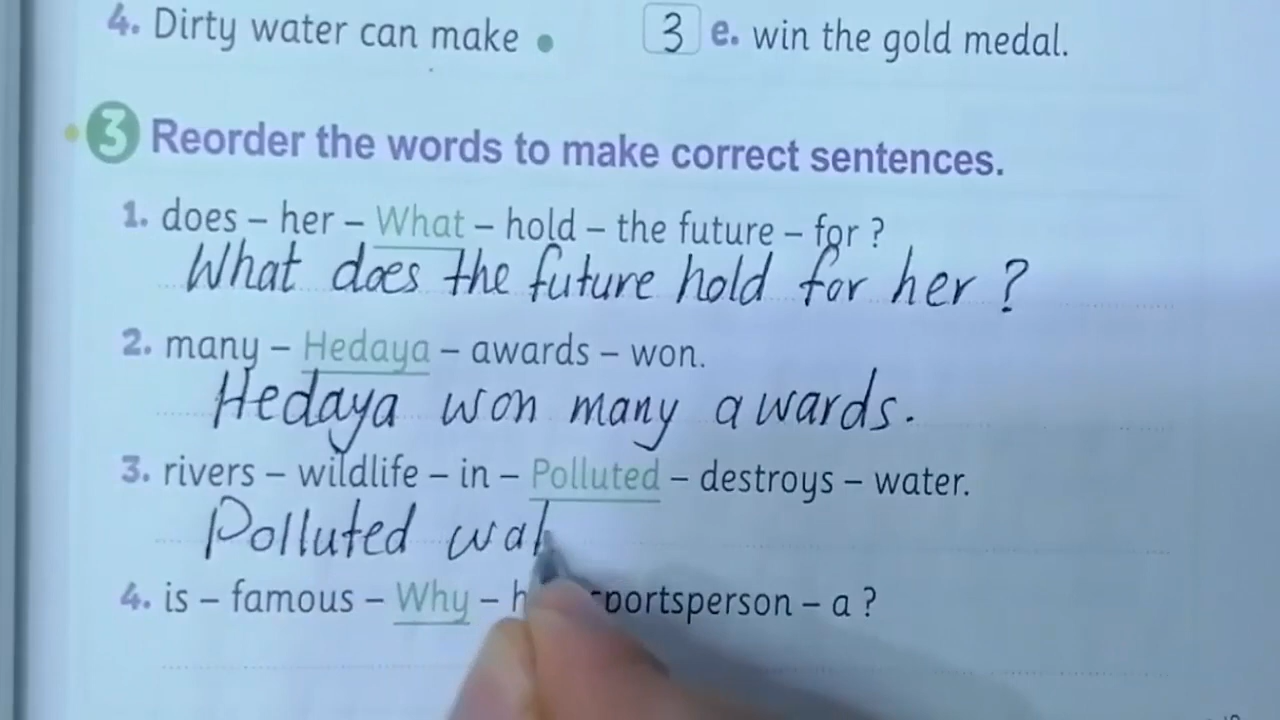 4. Dirty water can make • 3 e. win the gold medal.
3 Reorder the words to make correct sentences.
1. does – her – What – hold – the future – for ?
What does the future hold for her ?
2. many – Hedaya – awards – won.
Hedaya won many awards.
3. rivers – wildlife – in – Polluted – destroys – water.
Polluted wat
4. is – famous – Why – sportsperson – a ?